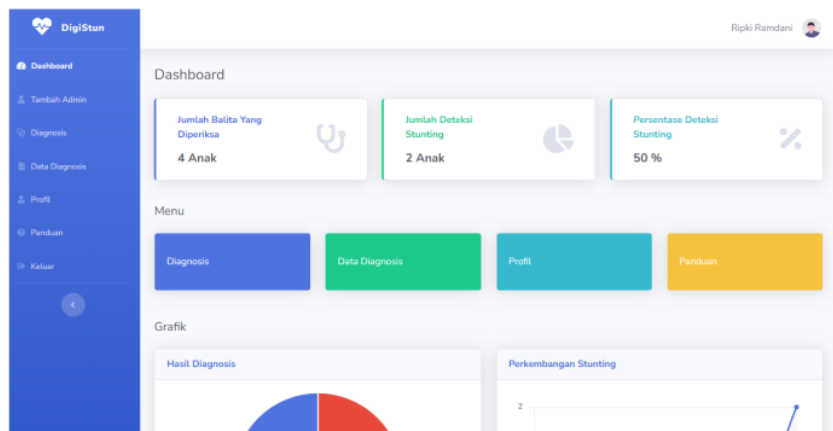 DigiStun
Ripki Ramdani
Dashboard
Tambah Admin
Diagnosis
Data Diagnosis
Profil
Panduan
Keluar
Dashboard
Jumlah Balita Yang
Diperiksa
4 Anak
Jumlah Deteksi
Stunting
2 Anak
Persentase Deteksi
Stunting
50 %
Menu
Diagnosis
Data Diagnosis
Profil
Panduan
Grafik
Hasil Diagnosis
Perkembangan Stunting
2